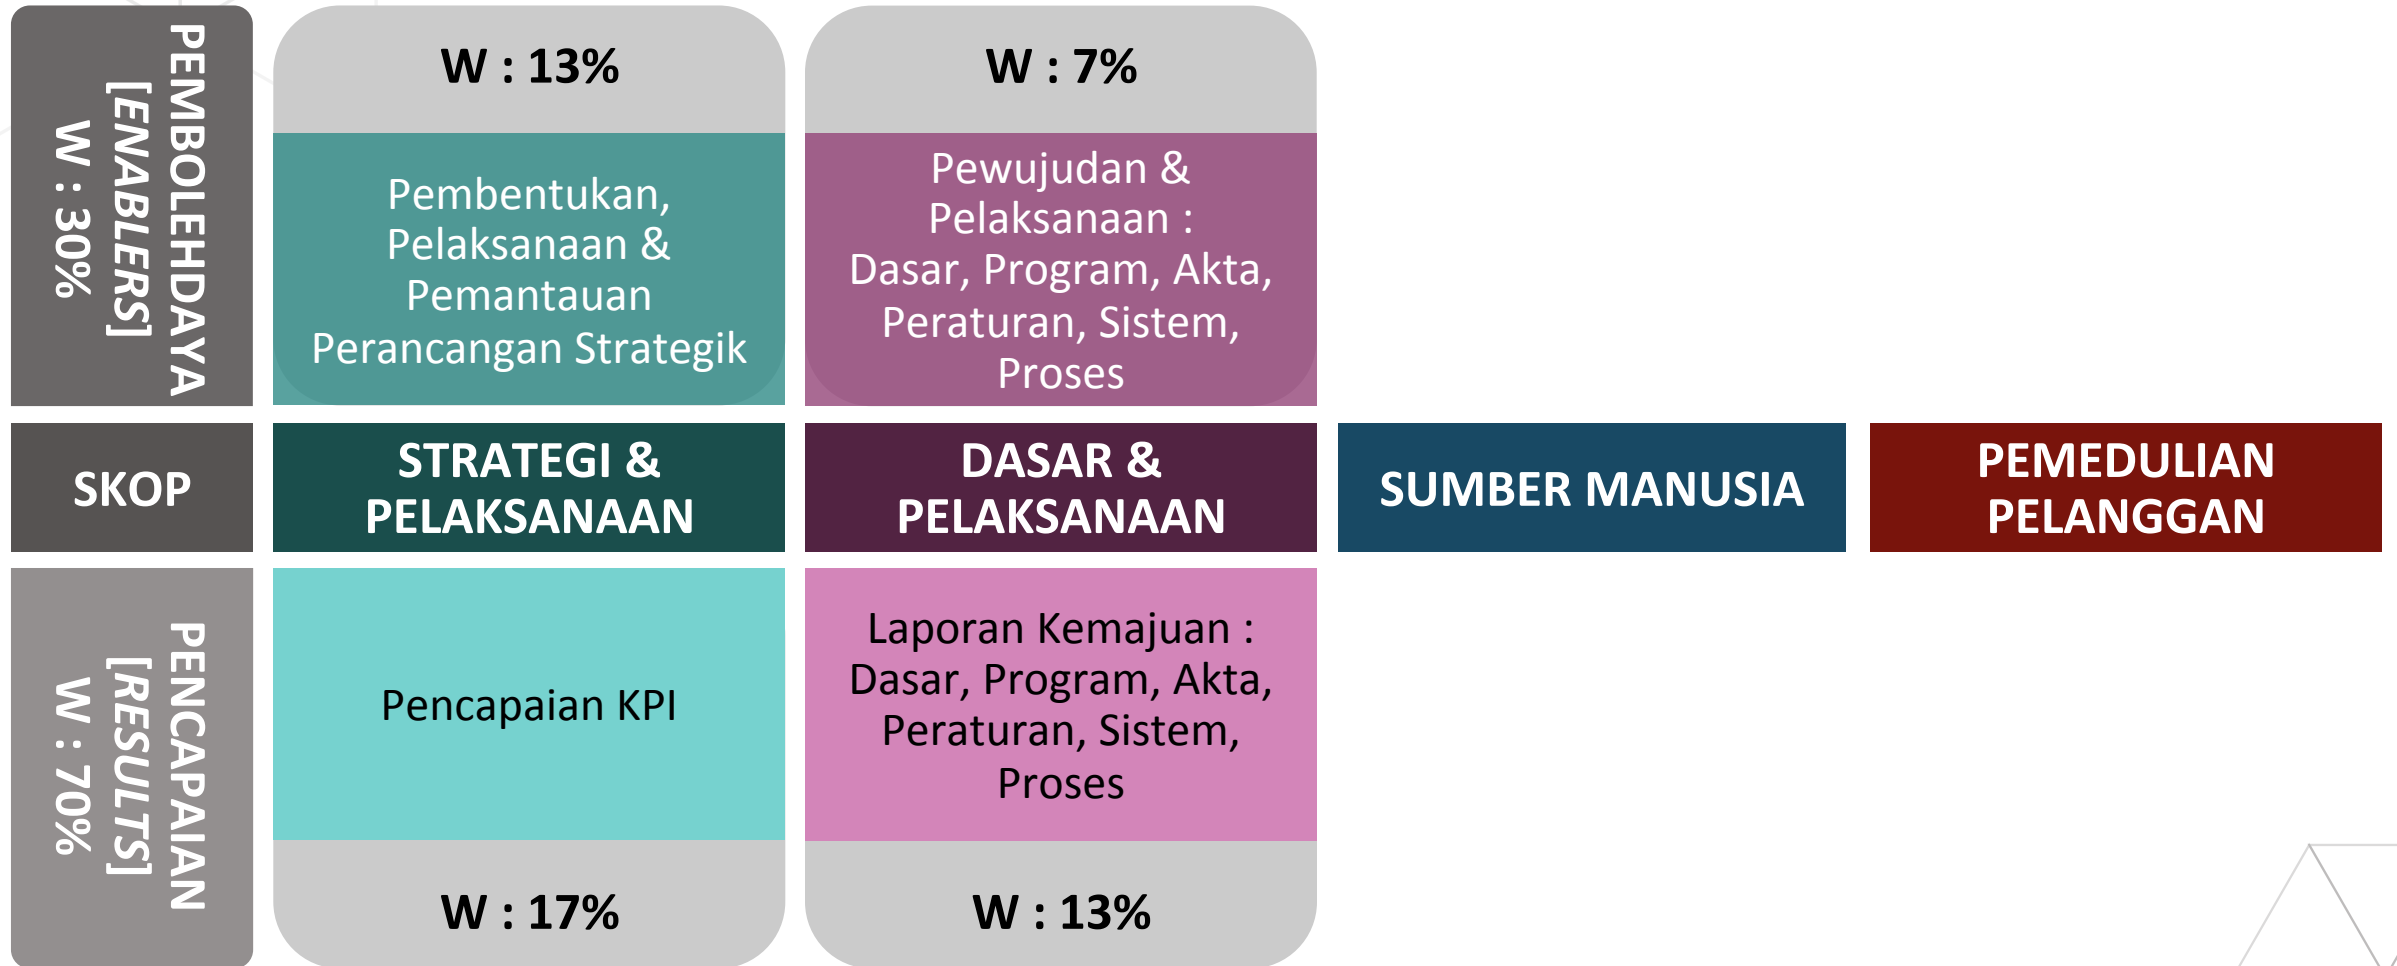 PEMBOLEHDAYA
[ENABLERS]
W : 30%
W : 13%
Pembentukan,
Pelaksanaan &
Pemantauan
Perancangan Strategik
W : 7%
Pewujudan &
Pelaksanaan :
Dasar, Program, Akta,
Peraturan, Sistem,
Proses
SKOP
STRATEGI &
PELAKSANAAN
DASAR &
PELAKSANAAN
SUMBER MANUSIA
PEMEDULIAN
PELANGGAN
PENCAPAIAN
[RESULTS]
W : 70%
Pencapaian KPI
W : 17%
Laporan Kemajuan :
Dasar, Program, Akta,
Peraturan, Sistem,
Proses
W : 13%